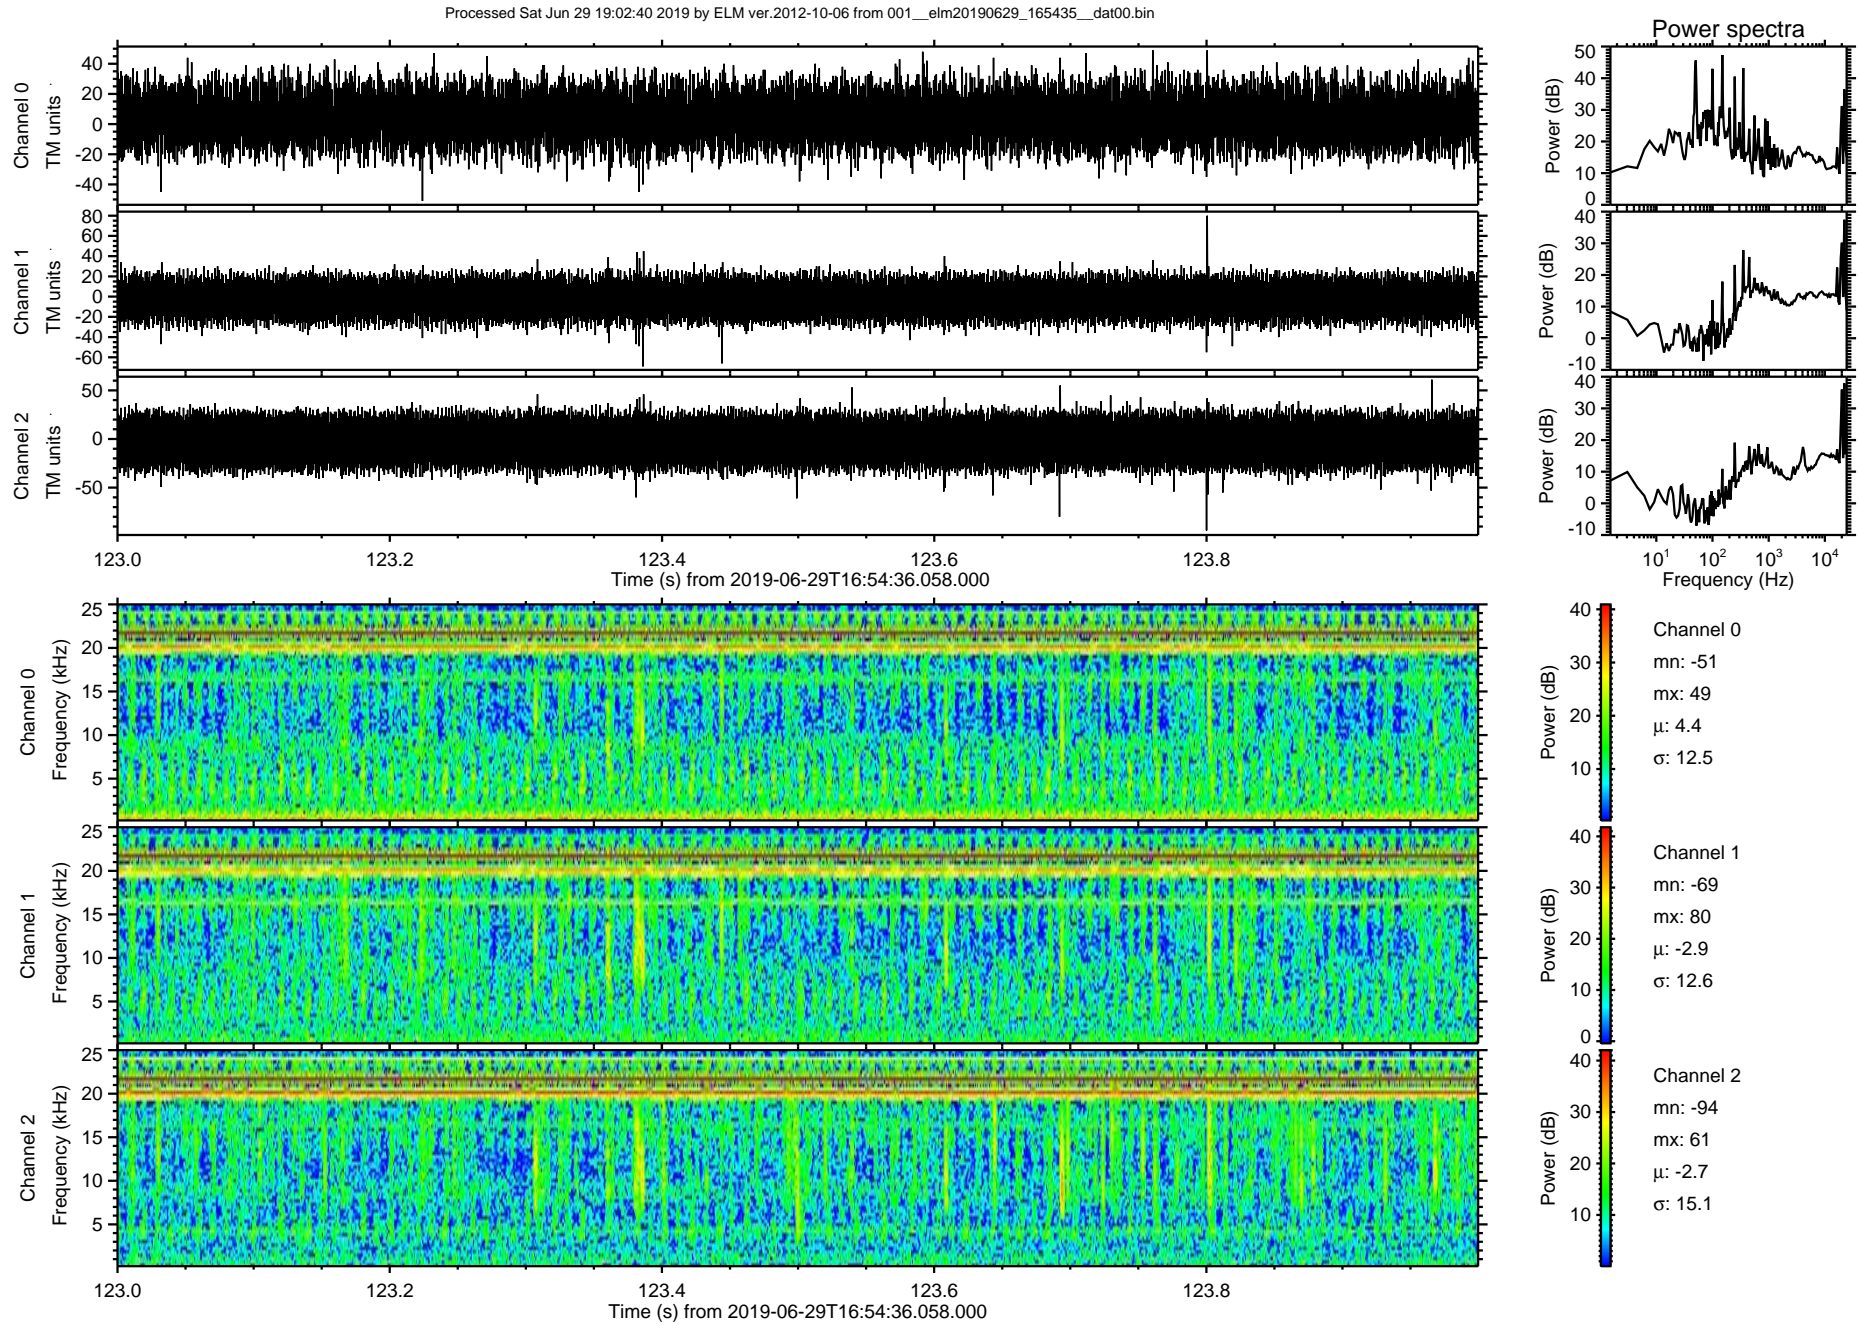 Processed Sat Jun 29 19:02:40 2019 by ELM ver.2012-10-06 from 001__elm20190629_165435__dat00.bin
Power spectra
Channel 0
TM units
40
20
0
-20
-40
Power (dB)
50
40
30
20
10
0
Channel 1
TM units
80
60
40
20
0
-20
-40
-60
Power (dB)
40
30
20
10
0
-10
Channel 2
TM units
50
0
-50
Power (dB)
40
30
20
10
0
-10
123.0 123.2 123.4 123.6 123.8
Time (s) from 2019-06-29T16:54:36.058.000
10¹ 10² 10³ 10⁴
Frequency (Hz)
Channel 0
Frequency (kHz)
25
20
15
10
5
Power (dB)
40
30
20
10
Channel 0
mn: -51
mx: 49
µ: 4.4
σ: 12.5
Channel 1
Frequency (kHz)
25
20
15
10
5
Power (dB)
40
30
20
10
0
Channel 1
mn: -69
mx: 80
µ: -2.9
σ: 12.6
Channel 2
Frequency (kHz)
25
20
15
10
5
Power (dB)
40
30
20
10
Channel 2
mn: -94
mx: 61
µ: -2.7
σ: 15.1
123.0 123.2 123.4 123.6 123.8
Time (s) from 2019-06-29T16:54:36.058.000